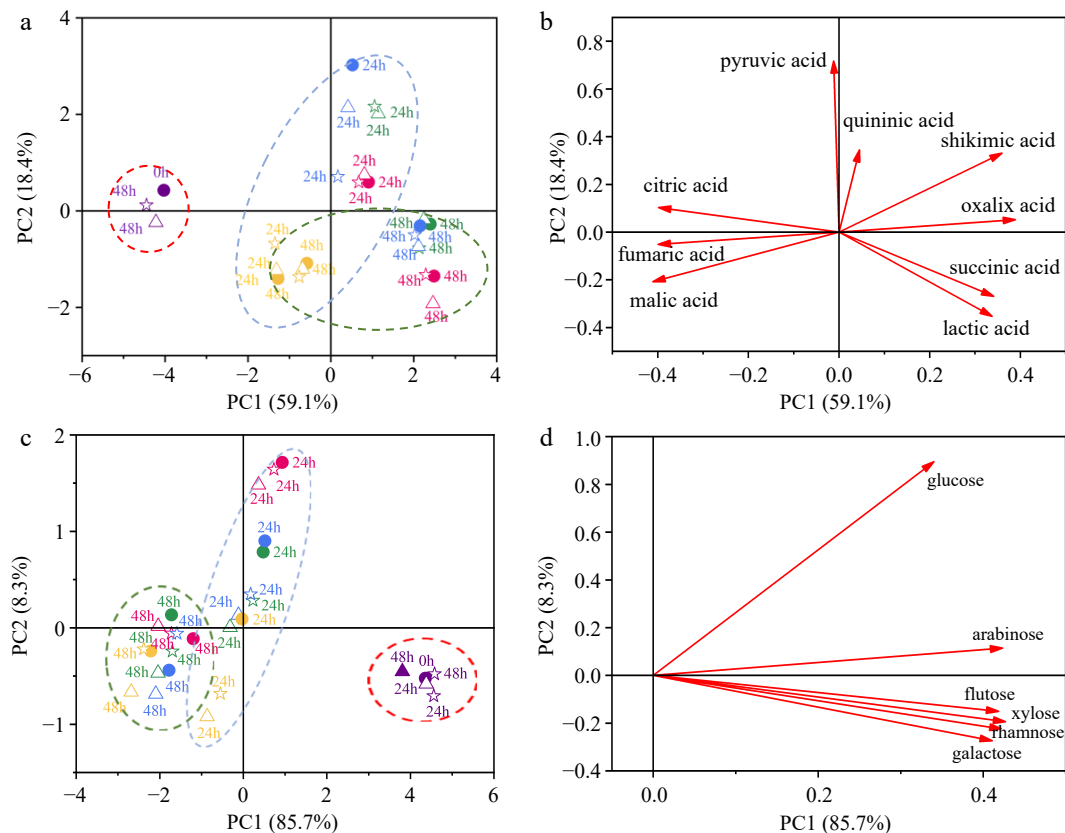 a
4
2
0
−2
PC2 (18.4%)
−6
−4
−2
0
2
4
PC1 (59.1%)
24h
24h
24h
24h
24h
24h
24h
24h
0h
48h
48h
24h
24h
24h
48h
48h
48h
48h
48h
48h
48h
48h
48h
48h
b
0.8
0.6
0.4
0.2
0.0
−0.2
−0.4
PC2 (18.4%)
−0.4
−0.2
0.0
0.2
0.4
PC1 (59.1%)
pyruvic acid
quininic acid
shikimic acid
citric acid
oxalix acid
fumaric acid
succinic acid
malic acid
lactic acid
c
2
1
0
−1
PC2 (8.3%)
−4
−2
0
2
4
6
PC1 (85.7%)
24h
24h
24h
24h
24h
24h
24h
24h
24h
24h
24h
24h
48h
48h
48h
48h
48h
48h
48h
48h
48h
48h
48h
48h
48h
0h
48h
24h
24h
d
1.0
0.8
0.6
0.4
0.2
0.0
−0.2
−0.4
PC2 (8.3%)
0.0
0.2
0.4
PC1 (85.7%)
glucose
arabinose
flutose
xylose
rhamnose
galactose